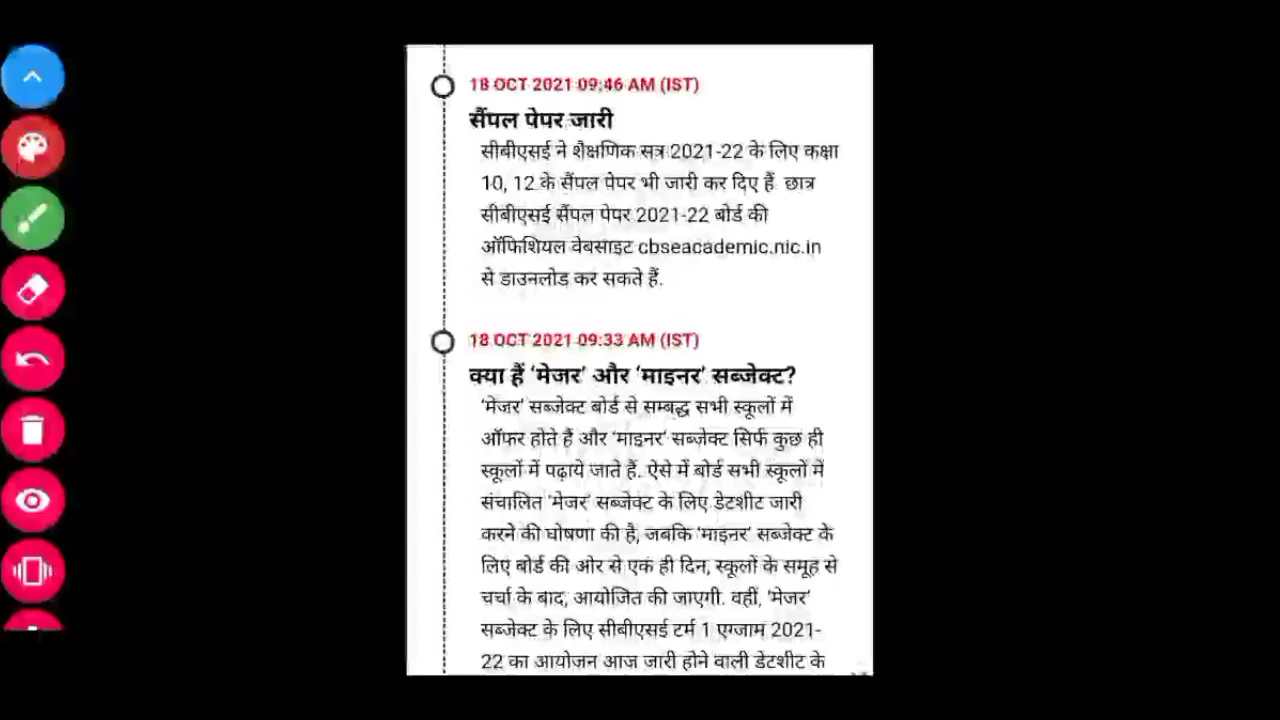 18 OCT 2021 09:46 AM (IST)
सैंपल पेपर जारी
सीबीएसई ने शैक्षणिक सत्र 2021-22 के लिए कक्षा
10, 12 के सैंपल पेपर भी जारी कर दिए हैं. छात्र
सीबीएसई सैंपल पेपर 2021-22 बोर्ड की
ऑफिशियल वेबसाइट cbseacademic.nic.in
से डाउनलोड कर सकते हैं.
18 OCT 2021 09:33 AM (IST)
क्या हैं 'मेजर' और 'माइनर' सब्जेक्ट?
'मेजर' सब्जेक्ट बोर्ड से सम्बद्ध सभी स्कूलों में
ऑफर होते हैं और 'माइनर' सब्जेक्ट सिर्फ कुछ ही
स्कूलों में पढ़ाये जाते हैं. ऐसे में बोर्ड सभी स्कूलों में
संचालित 'मेजर' सब्जेक्ट के लिए डेटशीट जारी
करने की घोषणा की है, जबकि 'माइनर' सब्जेक्ट के
लिए बोर्ड की ओर से एक ही दिन, स्कूलों के समूह से
चर्चा के बाद, आयोजित की जाएगी. वहीं, 'मेजर'
सब्जेक्ट के लिए सीबीएसई टर्म 1 एग्जाम 2021-
22 का आयोजन आज जारी होने वाली डेटशीट के